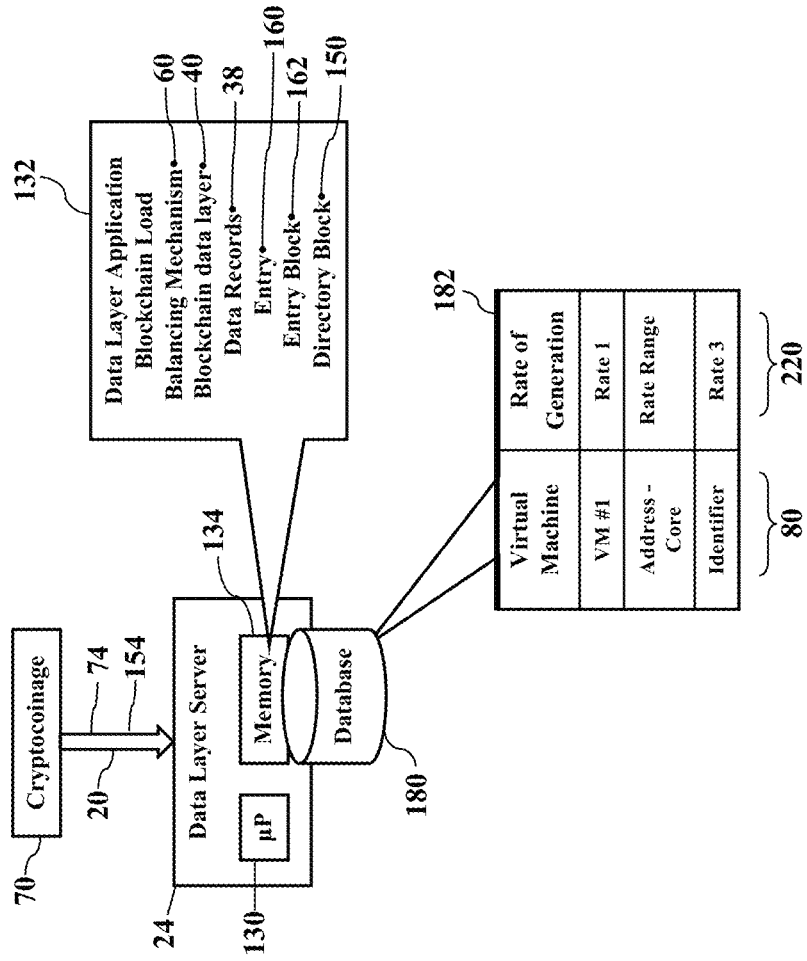 70
Cryptocoinage
20
74
154
24
Data Layer Server
130
µP
Memory
134
Database
180
132
Data Layer Application
Blockchain Load
Balancing Mechanism•
60
Blockchain data layer•
40
Data Records•
38
Entry•
160
Entry Block•
162
Directory Block•
150
182
Virtual
Machine
Rate of
Generation
VM #1
Rate 1
Address -
Core
Rate Range
Identifier
Rate 3
80
220